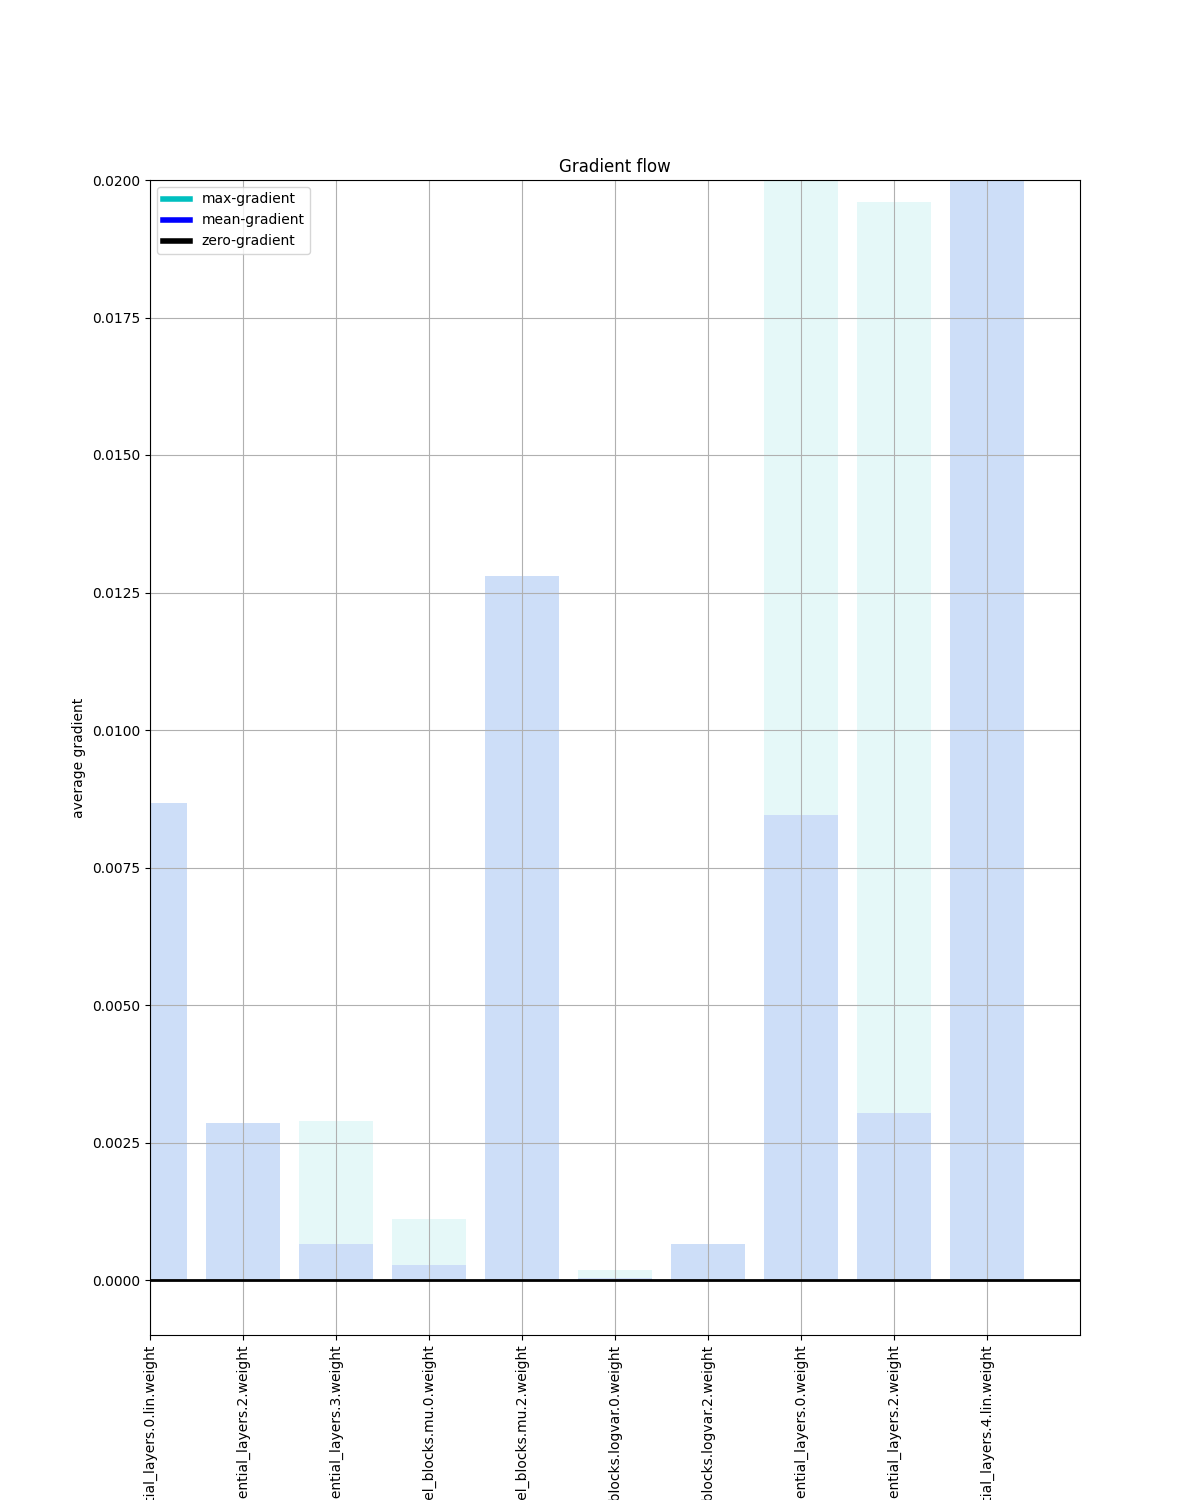 Gradient flow
max-gradient
mean-gradient
zero-gradient
0.0200
0.0175
0.0150
0.0125
0.0100
0.0075
0.0050
0.0025
0.0000
average gradient
tial_layers.0.lin.weight
ential_layers.2.weight
ential_layers.3.weight
el_blocks.mu.0.weight
el_blocks.mu.2.weight
blocks.logvar.0.weight
blocks.logvar.2.weight
ential_layers.0.weight
ential_layers.2.weight
tial_layers.4.lin.weight